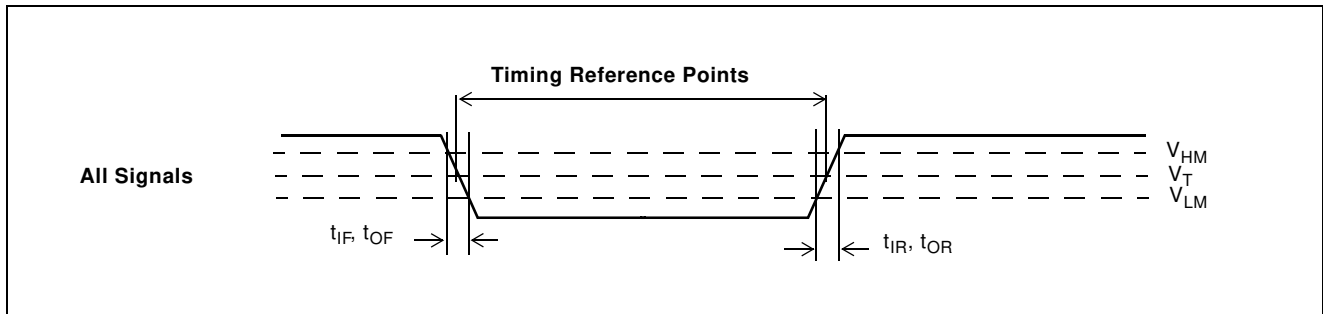 Timing Reference Points
All Signals
V_HM
V_T
V_LM
t_IF, t_OF
t_IR, t_OR